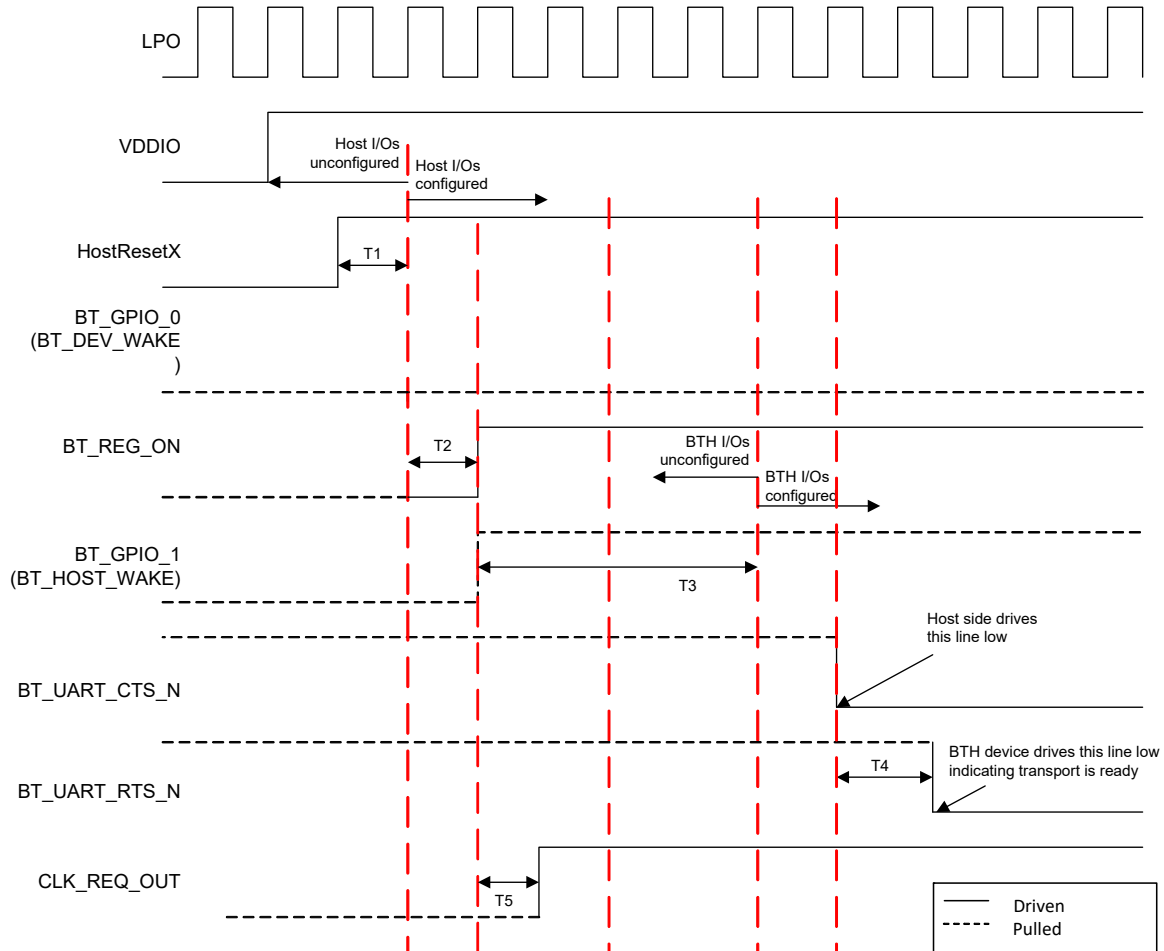 LPO
VDDIO
Host I/Os
unconfigured
Host I/Os
configured
HostResetX
T1
BT_GPIO_0
(BT_DEV_WAKE
)
BT_REG_ON
T2
BTH I/Os
unconfigured
BTH I/Os
configured
BT_GPIO_1
(BT_HOST_WAKE)
T3
Host side drives
this line low
BT_UART_CTS_N
BTH device drives this line low
indicating transport is ready
T4
BT_UART_RTS_N
CLK_REQ_OUT
T5
Driven
Pulled